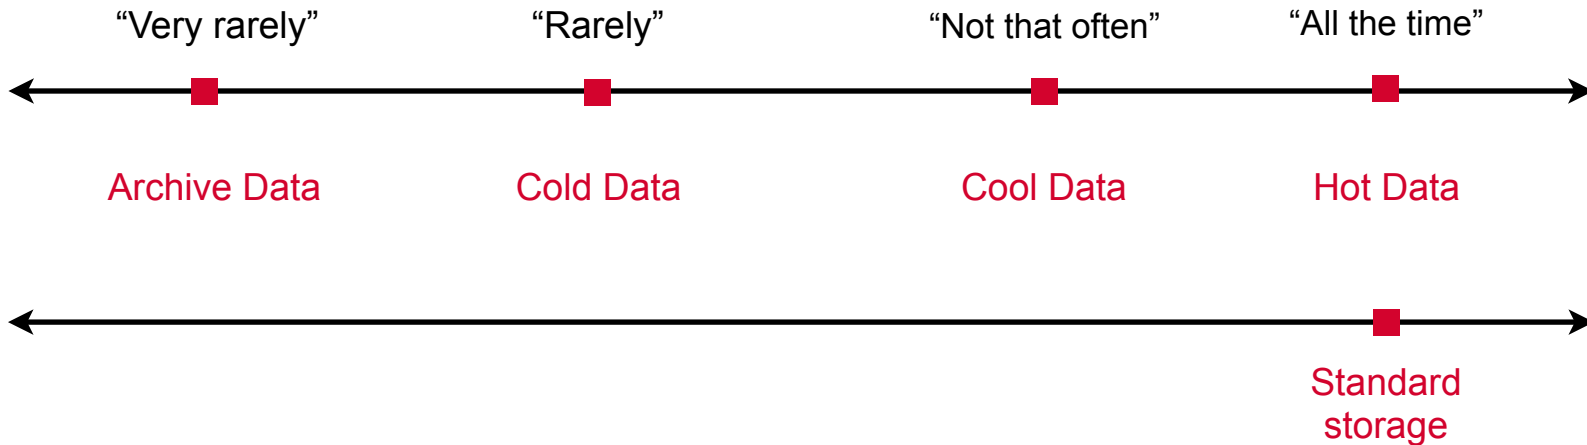 “Very rarely” “Rarely” “Not that often” “All the time”
Archive Data Cold Data Cool Data Hot Data
Standard
storage